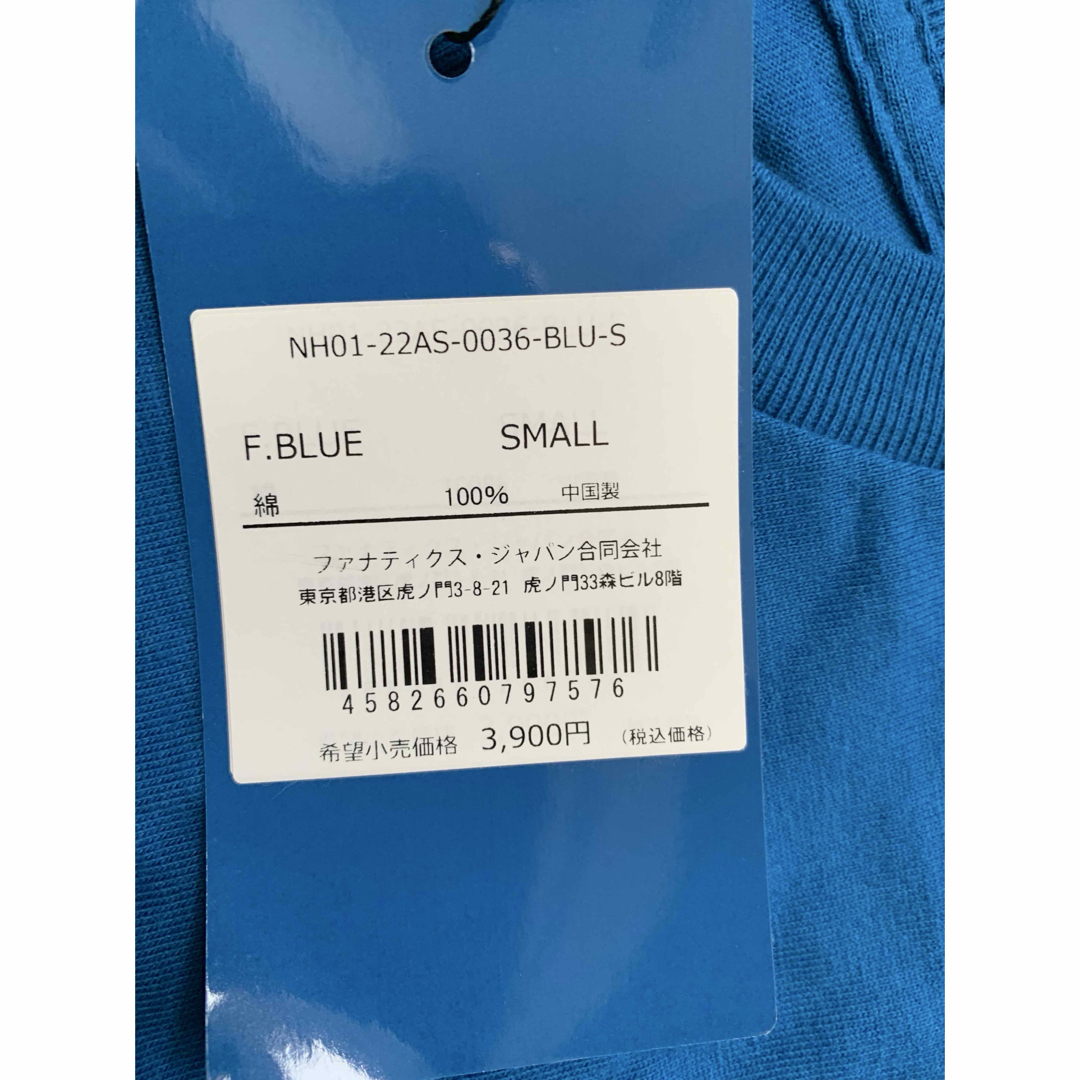 NH01-22AS-0036-BLU-S
F.BLUE SMALL
綿 100% 中国製
ファナティクス・ジャパン合同会社
東京都港区虎ノ門3-8-21 虎ノ門33森ビル8階
4582660797576
希望小売価格 3,900円 (税込価格)